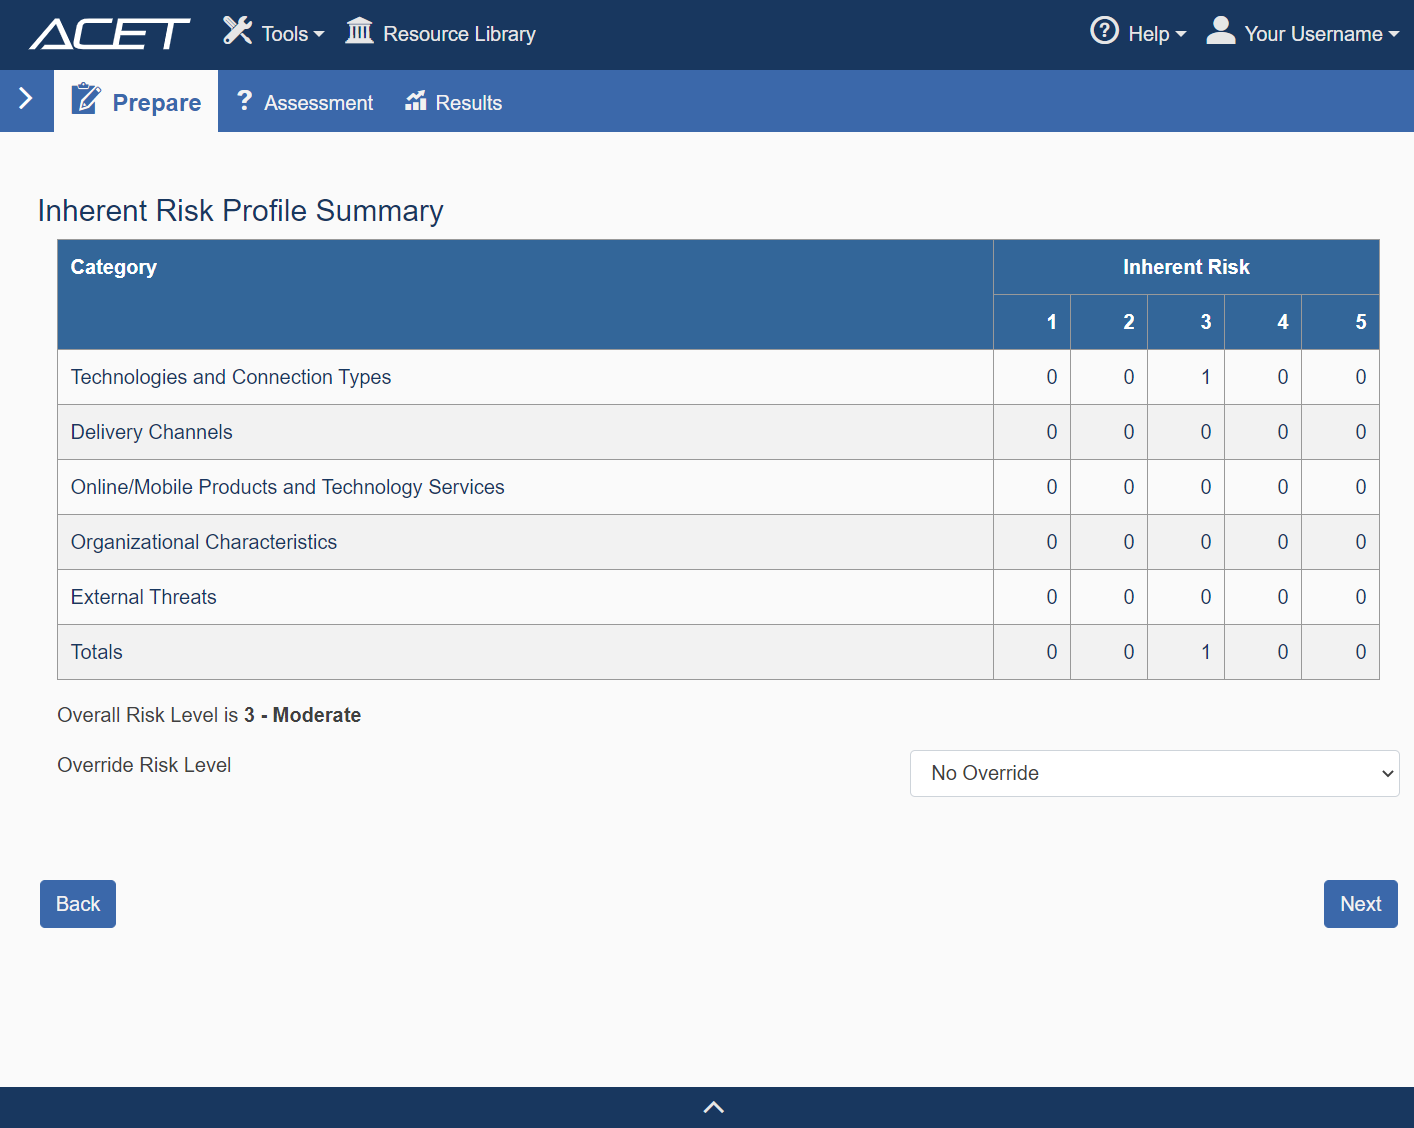 ACET Tools Resource Library Help Your Username
Prepare Assessment Results
Inherent Risk Profile Summary
Category Inherent Risk
1 2 3 4 5
Technologies and Connection Types 0 0 1 0 0
Delivery Channels 0 0 0 0 0
Online/Mobile Products and Technology Services 0 0 0 0 0
Organizational Characteristics 0 0 0 0 0
External Threats 0 0 0 0 0
Totals 0 0 1 0 0
Overall Risk Level is 3 - Moderate
Override Risk Level No Override
Back Next